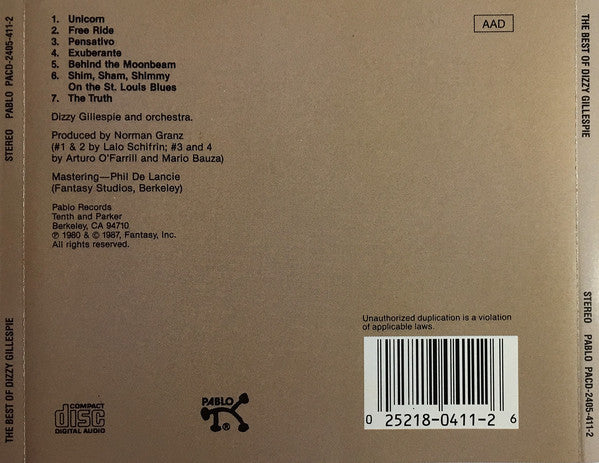 1. Unicorn
2. Free Ride
3. Pensativo
4. Exuberante
5. Behind the Moonbeam
6. Shim, Sham, Shimmy
On the St. Louis Blues
7. The Truth
Dizzy Gillespie and orchestra.
Produced by Norman Granz
(#1 & 2 by Lalo Schifrin; #3 and 4
by Arturo O'Farrill and Mario Bauza)
Mastering—Phil De Lancie
(Fantasy Studios, Berkeley)
Pablo Records
Tenth and Parker
Berkeley, CA 94710
℗ 1980 & © 1987, Fantasy, Inc.
All rights reserved.
AAD
Unauthorized duplication is a violation
of applicable laws.
0 25218-0411-2 6
COMPACT
disc
DIGITAL AUDIO
PABLO
®
THE BEST OF DIZZY GILLESPIE
STEREO PABLO PACD-2405-411-2
THE BEST OF DIZZY GILLESPIE
STEREO PABLO PACD-2405-411-2